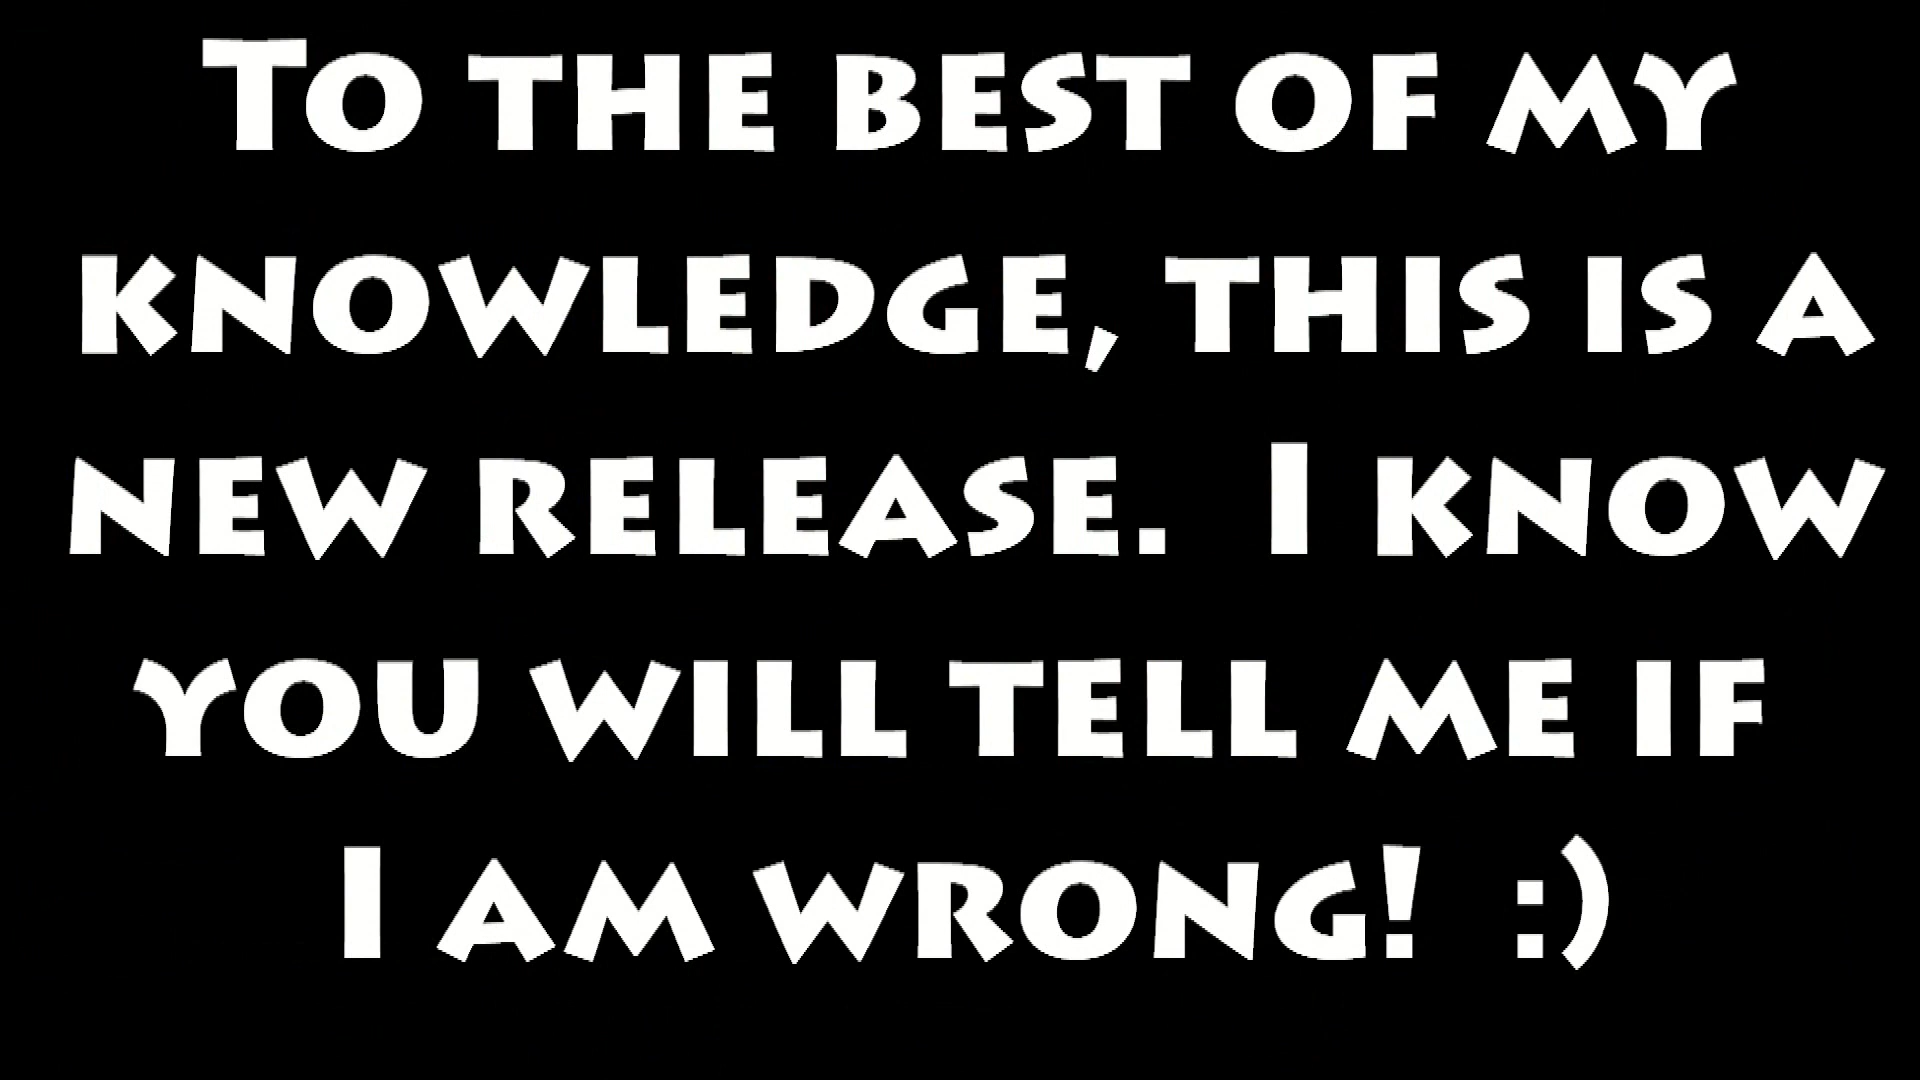 To the best of my
knowledge, this is a
new release.  I know
you will tell me if
I am wrong!  :)